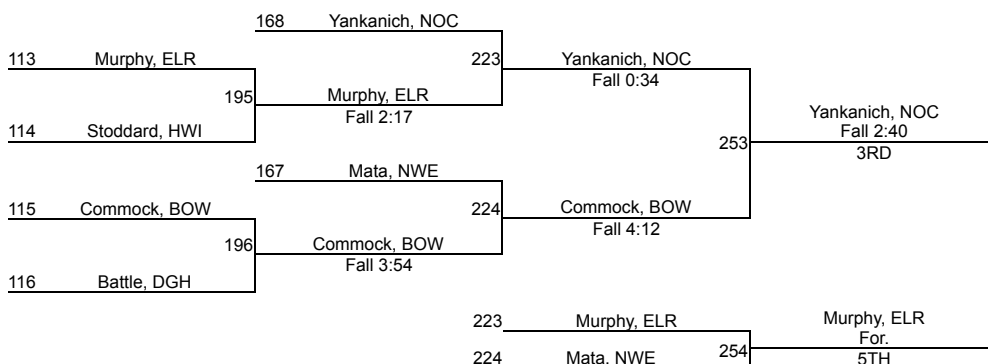 168 Yankanich, NOC
113 Murphy, ELR
223
Yankanich, NOC
Fall 0:34
195
Murphy, ELR
Fall 2:17
114 Stoddard, HWI
Yankanich, NOC
Fall 2:40
3RD
253
167 Mata, NWE
115 Commock, BOW
224
Commock, BOW
Fall 4:12
196
Commock, BOW
Fall 3:54
116 Battle, DGH
223 Murphy, ELR
Murphy, ELR
For.
5TH
254
224 Mata, NWE